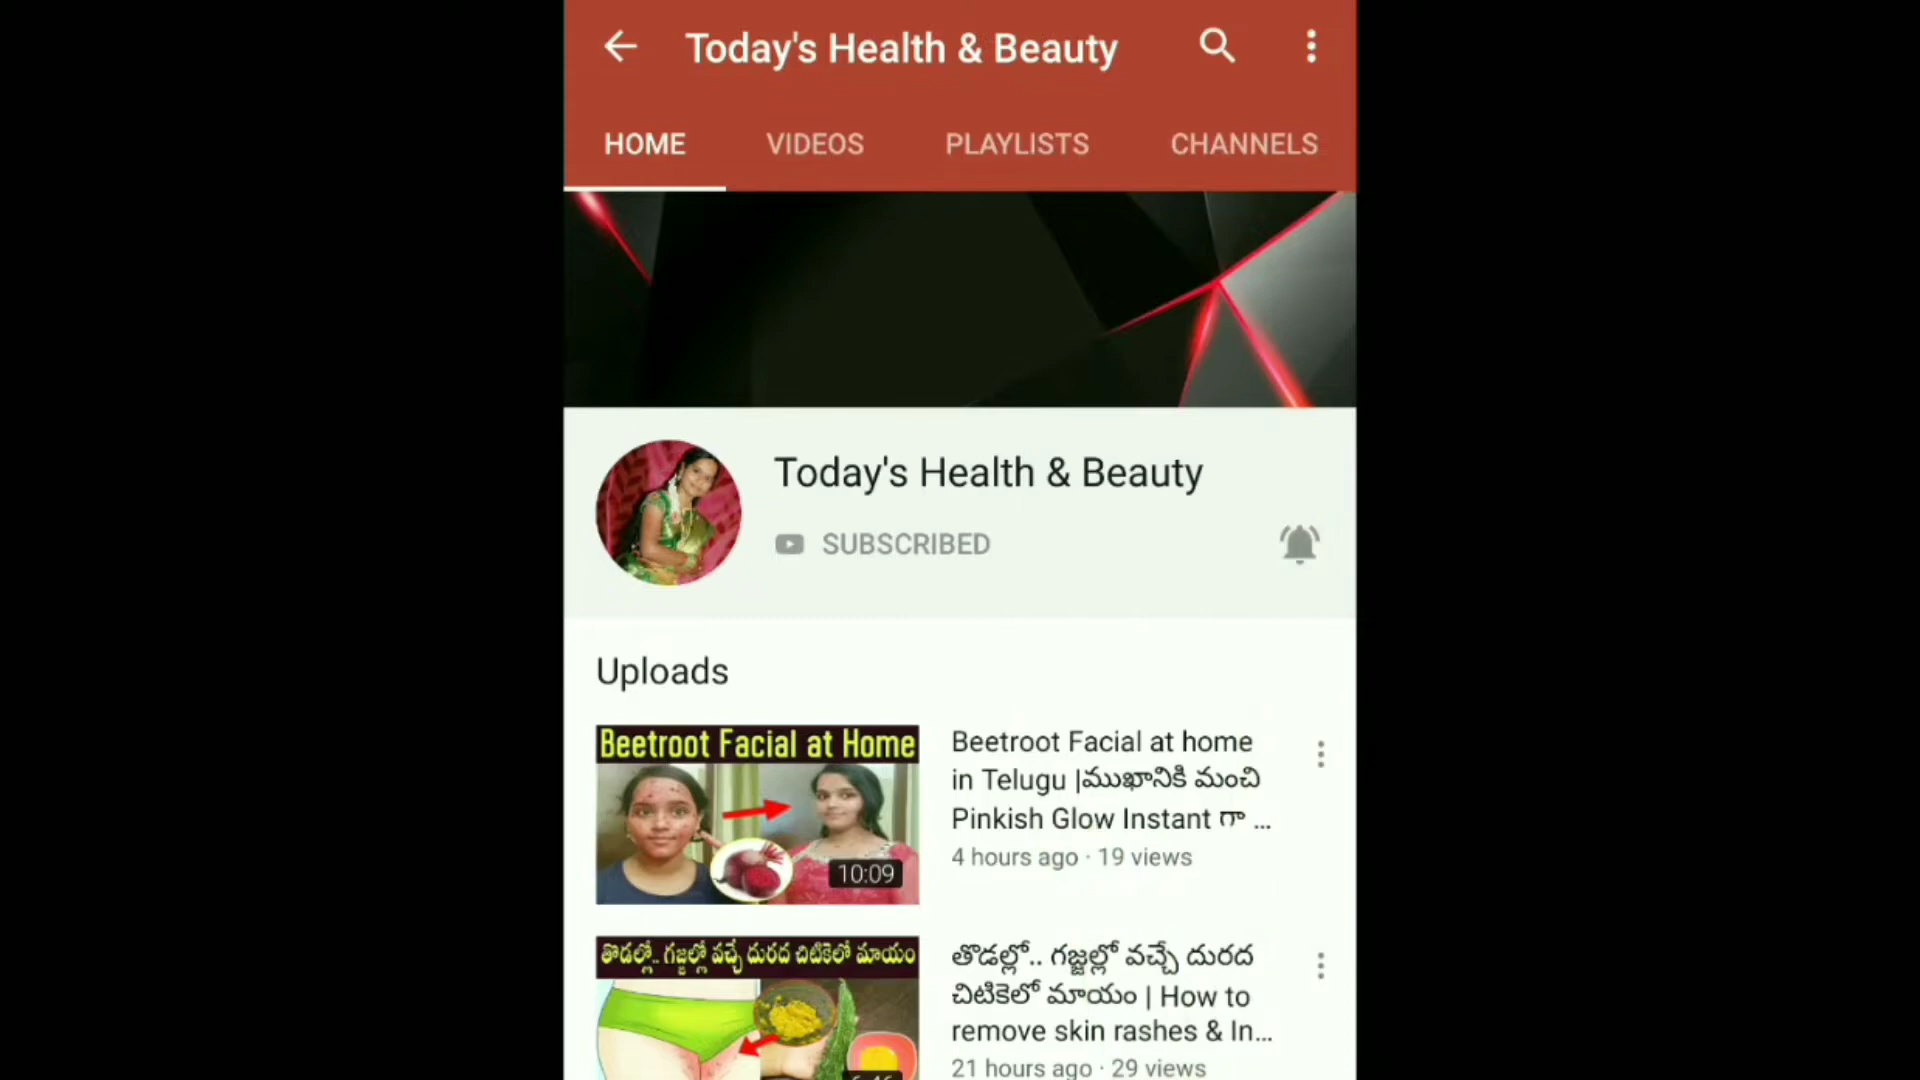 Today's Health & Beauty
HOME
VIDEOS
PLAYLISTS
CHANNELS
Today's Health & Beauty
SUBSCRIBED
Uploads
Beetroot Facial at Home
10:09
Beetroot Facial at home
in Telugu |ముఖానికి మంచి
Pinkish Glow Instant గా ...
4 hours ago · 19 views
తొడల్లో.. గజ్జల్లో వచ్చే దురద చిటికెలో మాయం
తొడల్లో.. గజ్జల్లో వచ్చే దురద
చిటికెలో మాయం | How to
remove skin rashes & In...
21 hours ago · 29 views